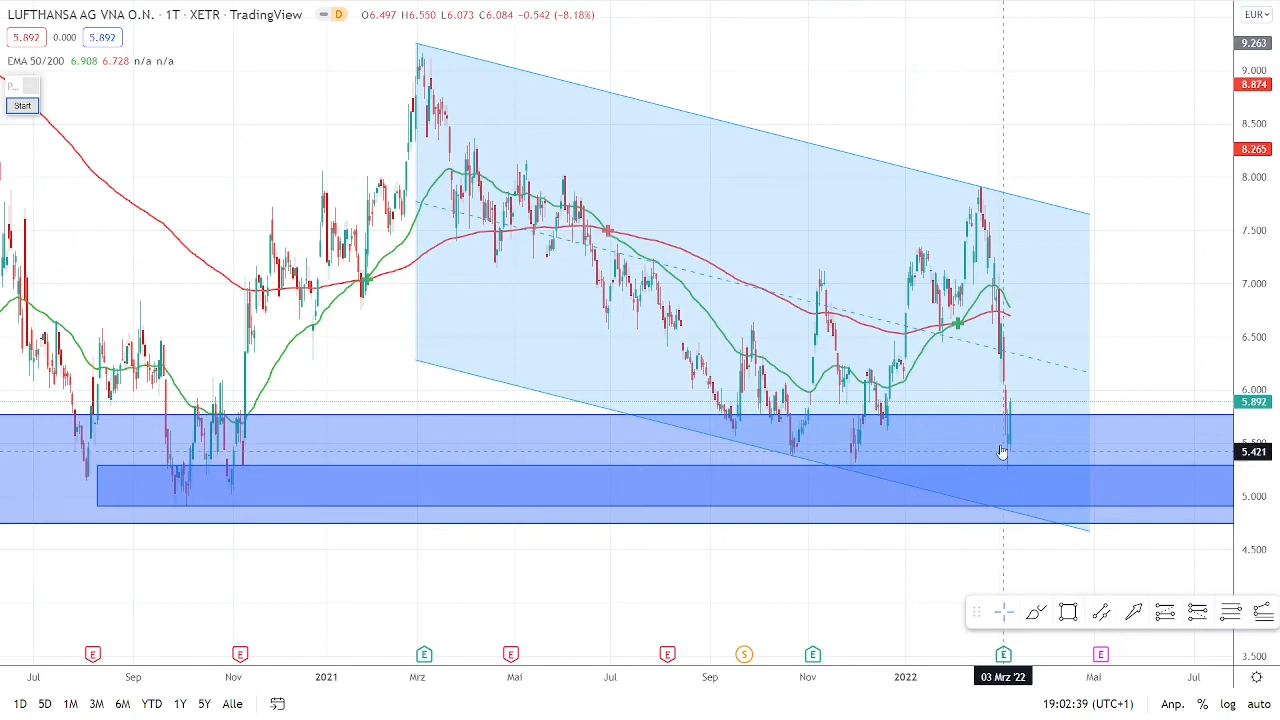 LUFTHANSA AG VNA O.N. · 1T · XETR · TradingView D O6.497 H6.550 L6.073 C6.084 -0.542 (-8.18%) EUR
5.892 0.000 5.892
EMA 50/200 6.908 6.728 n/a n/a
P...
Start
9.263
9.000
8.874
8.500
8.265
8.000
7.500
7.000
6.500
6.000
5.892
5.421
5.000
4.500
3.500
E E E E E S E E E
Jul Sep Nov 2021 Mrz Mai Jul Sep Nov 2022 03 Mrz '22 Mai Jul
1D 5D 1M 3M 6M YTD 1Y 5Y Alle 19:02:39 (UTC+1) Anp. % log auto